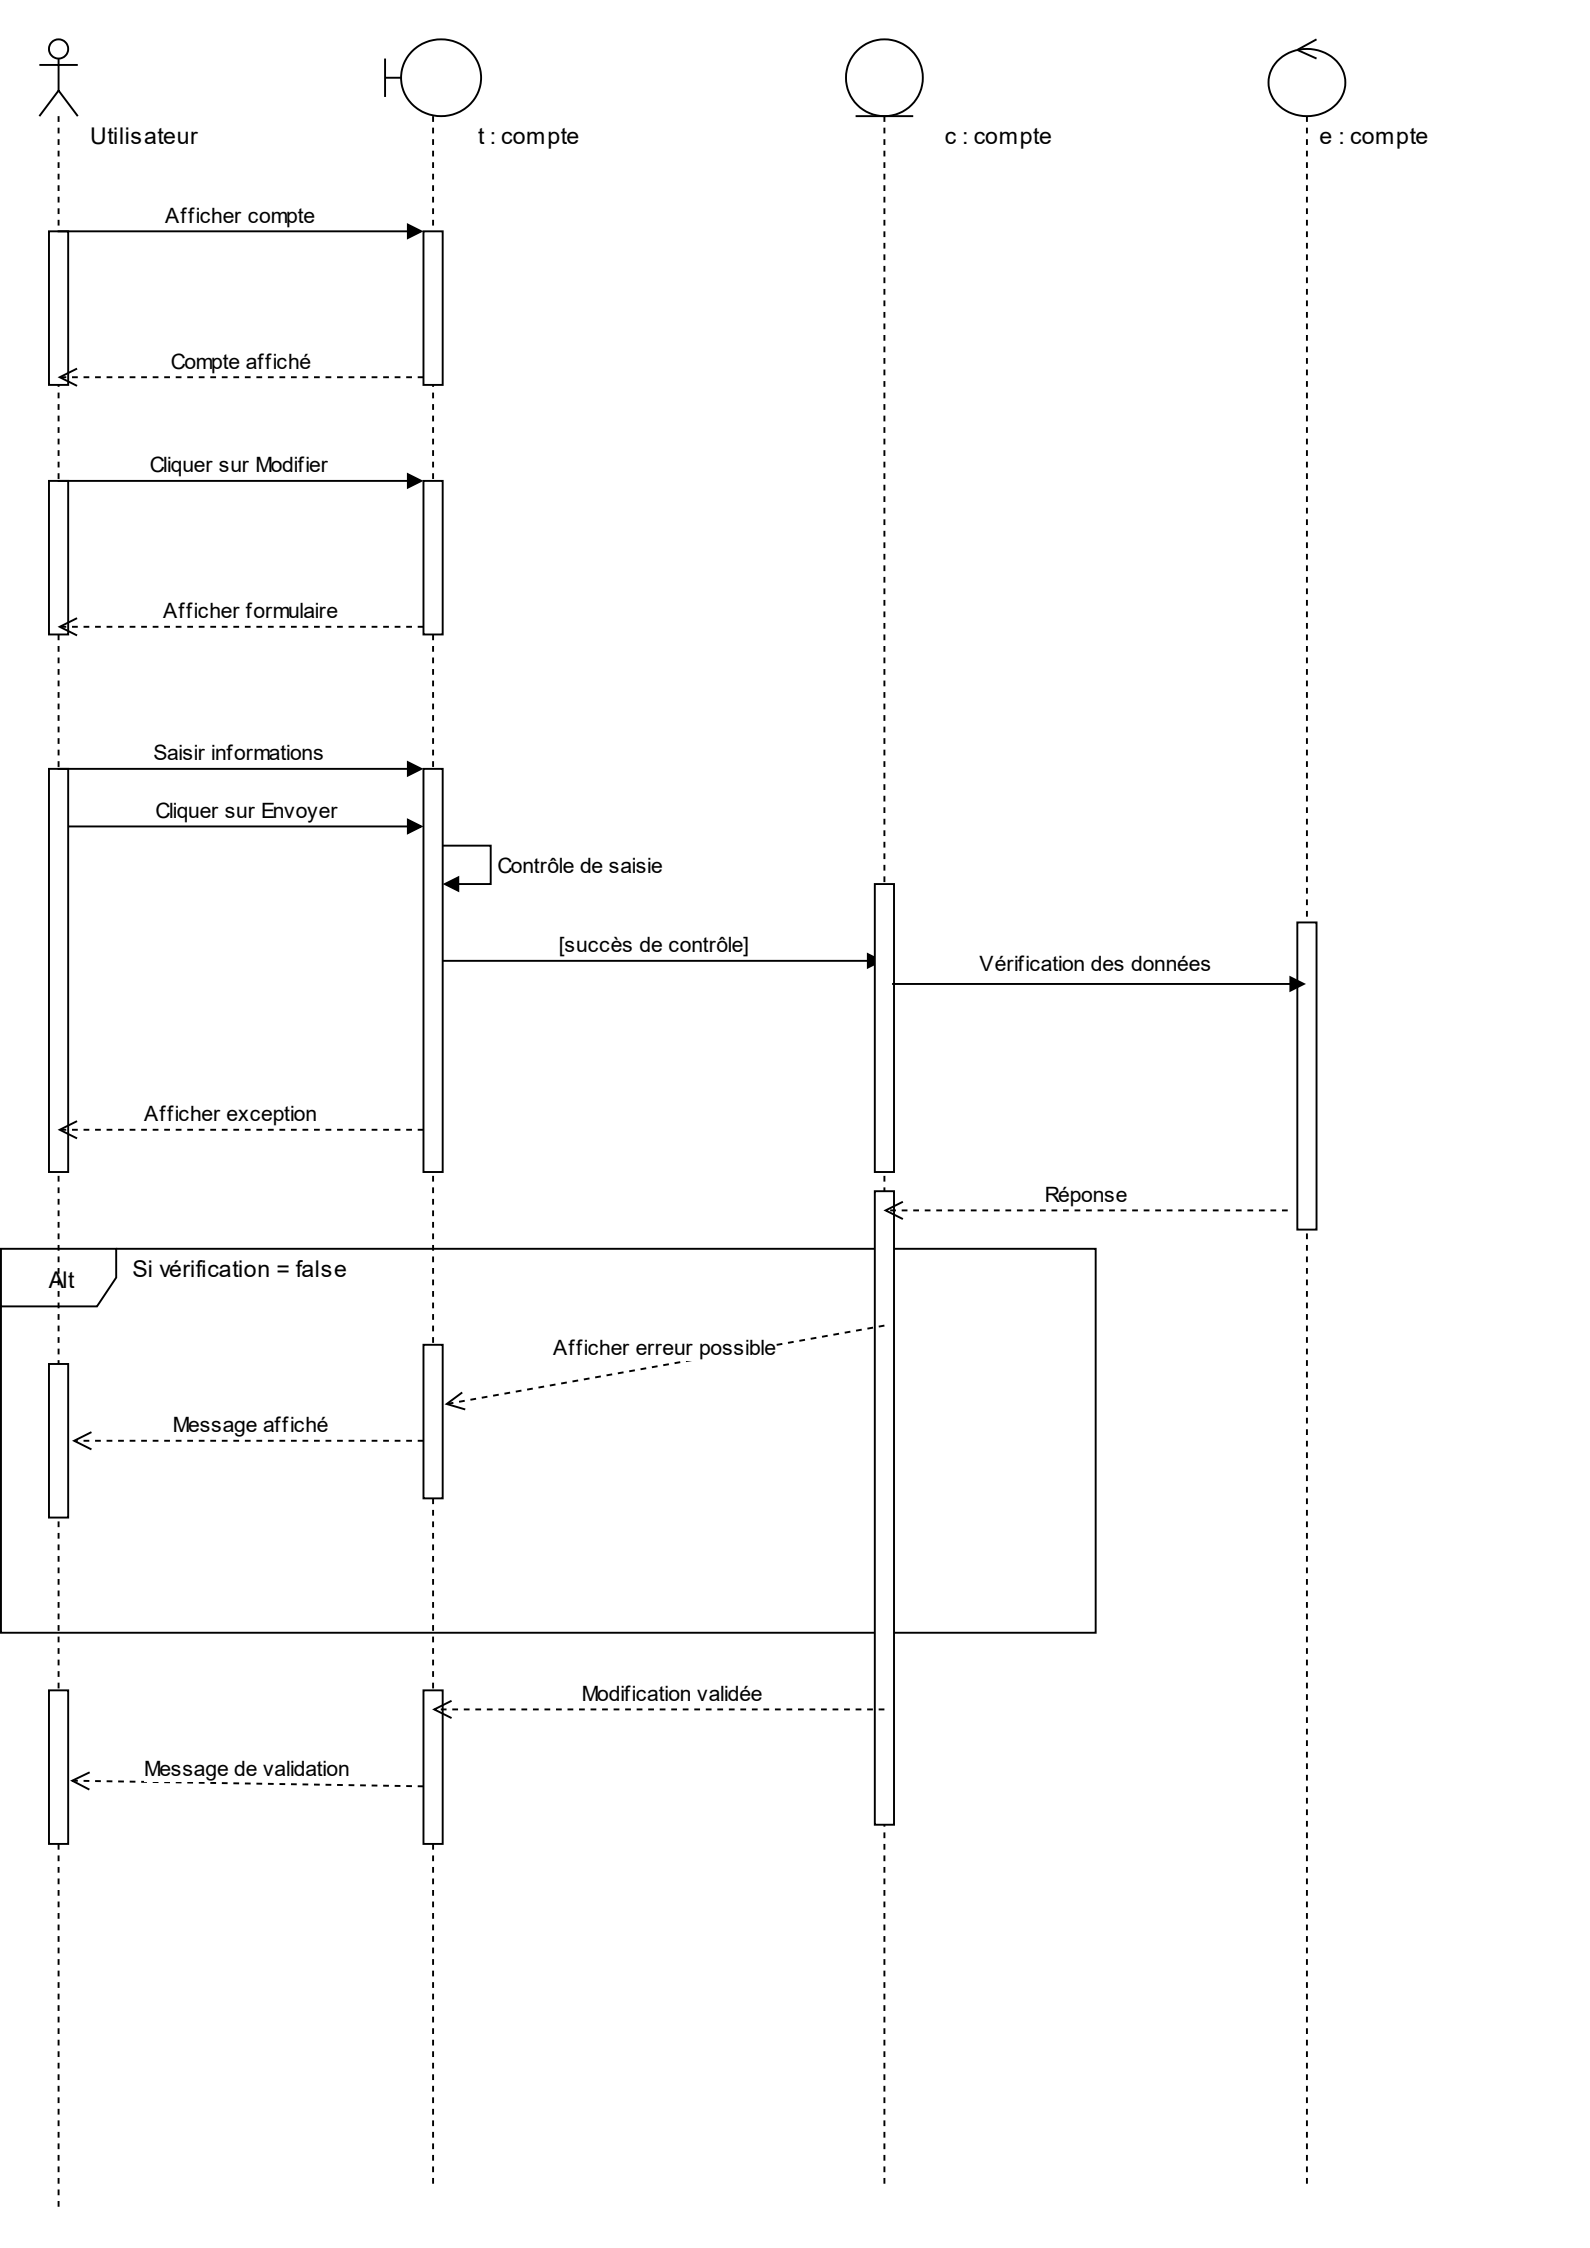 Utilisateur
t : compte
c : compte
e : compte
Afficher compte
Compte affiché
Cliquer sur Modifier
Afficher formulaire
Saisir informations
Cliquer sur Envoyer
Contrôle de saisie
[succès de contrôle]
Vérification des données
Afficher exception
Réponse
Alt
Si vérification = false
Afficher erreur possible
Message affiché
Modification validée
Message de validation